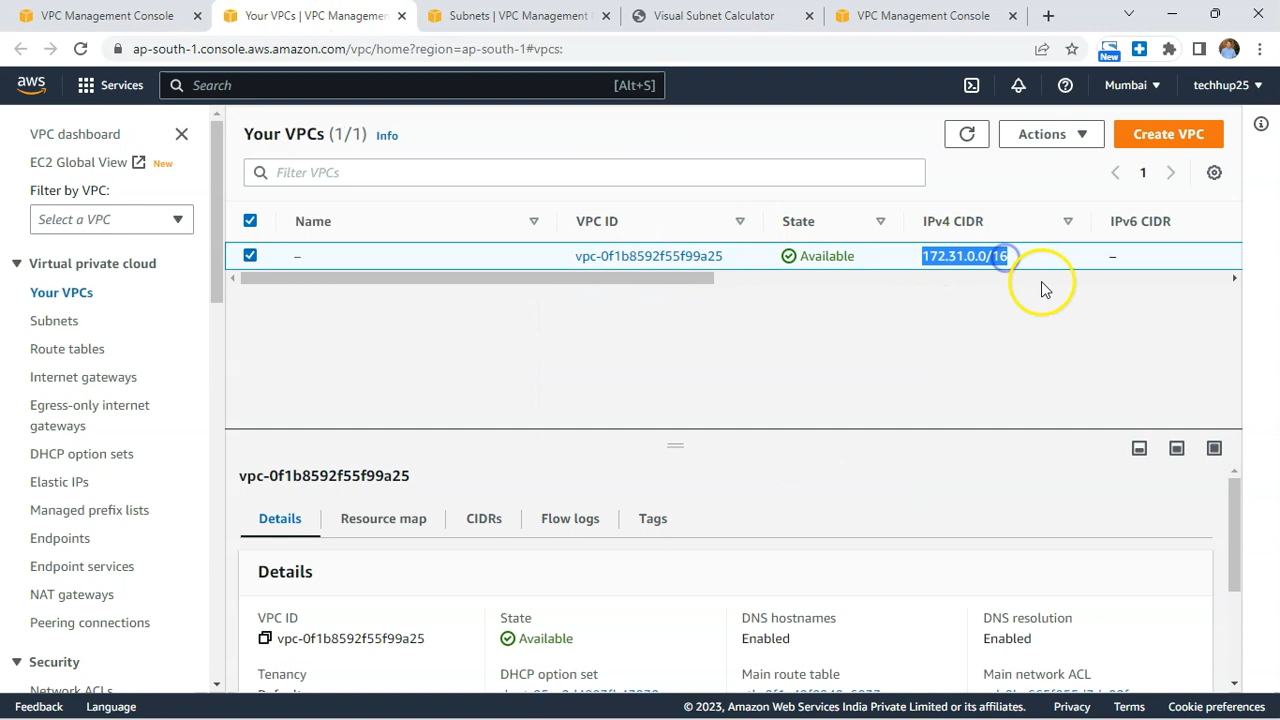 VPC Management Console
Your VPCs | VPC Management
Subnets | VPC Management
Visual Subnet Calculator
VPC Management Console
ap-south-1.console.aws.amazon.com/vpc/home?region=ap-south-1#vpcs:
New
aws
Services
Search
[Alt+S]
Mumbai
techhup25
VPC dashboard
EC2 Global View
New
Filter by VPC:
Select a VPC
Virtual private cloud
Your VPCs
Subnets
Route tables
Internet gateways
Egress-only internet
gateways
DHCP option sets
Elastic IPs
Managed prefix lists
Endpoints
Endpoint services
NAT gateways
Peering connections
Security
Network ACLs
Your VPCs (1/1) Info
Actions
Create VPC
Filter VPCs
1
Name
VPC ID
State
IPv4 CIDR
IPv6 CIDR
–
vpc-0f1b8592f55f99a25
Available
172.31.0.0/16
–
vpc-0f1b8592f55f99a25
Details
Resource map
CIDRs
Flow logs
Tags
Details
VPC ID
vpc-0f1b8592f55f99a25
State
Available
DNS hostnames
Enabled
DNS resolution
Enabled
Tenancy
Default
DHCP option set
Main route table
Main network ACL
Feedback
Language
© 2023, Amazon Web Services India Private Limited or its affiliates.
Privacy
Terms
Cookie preferences